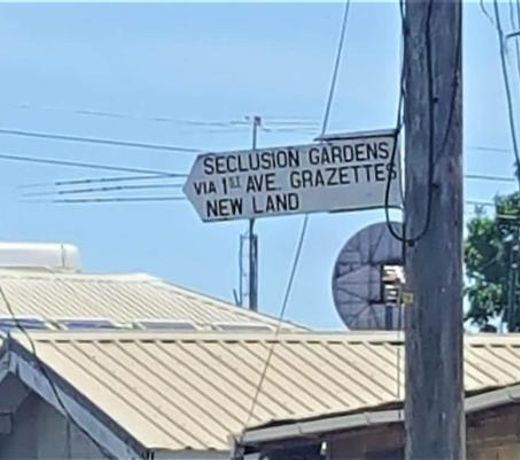 SECLUSION GARDENS
VIA 1ST AVE. GRAZETTES
NEW LAND